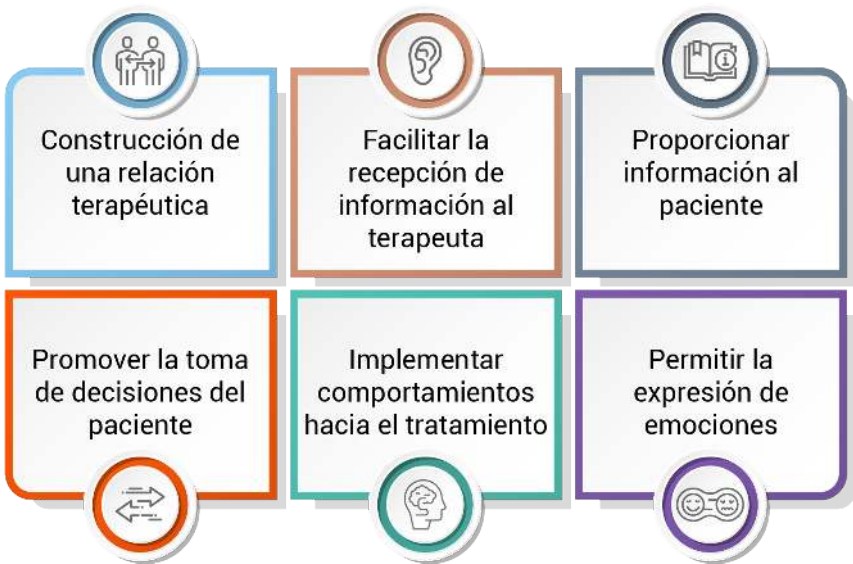 Construcción de
una relación
terapéutica
Facilitar la
recepción de
información al
terapeuta
Proporcionar
información al
paciente
Promover la toma
de decisiones del
paciente
Implementar
comportamientos
hacia el tratamiento
Permitir la
expresión de
emociones